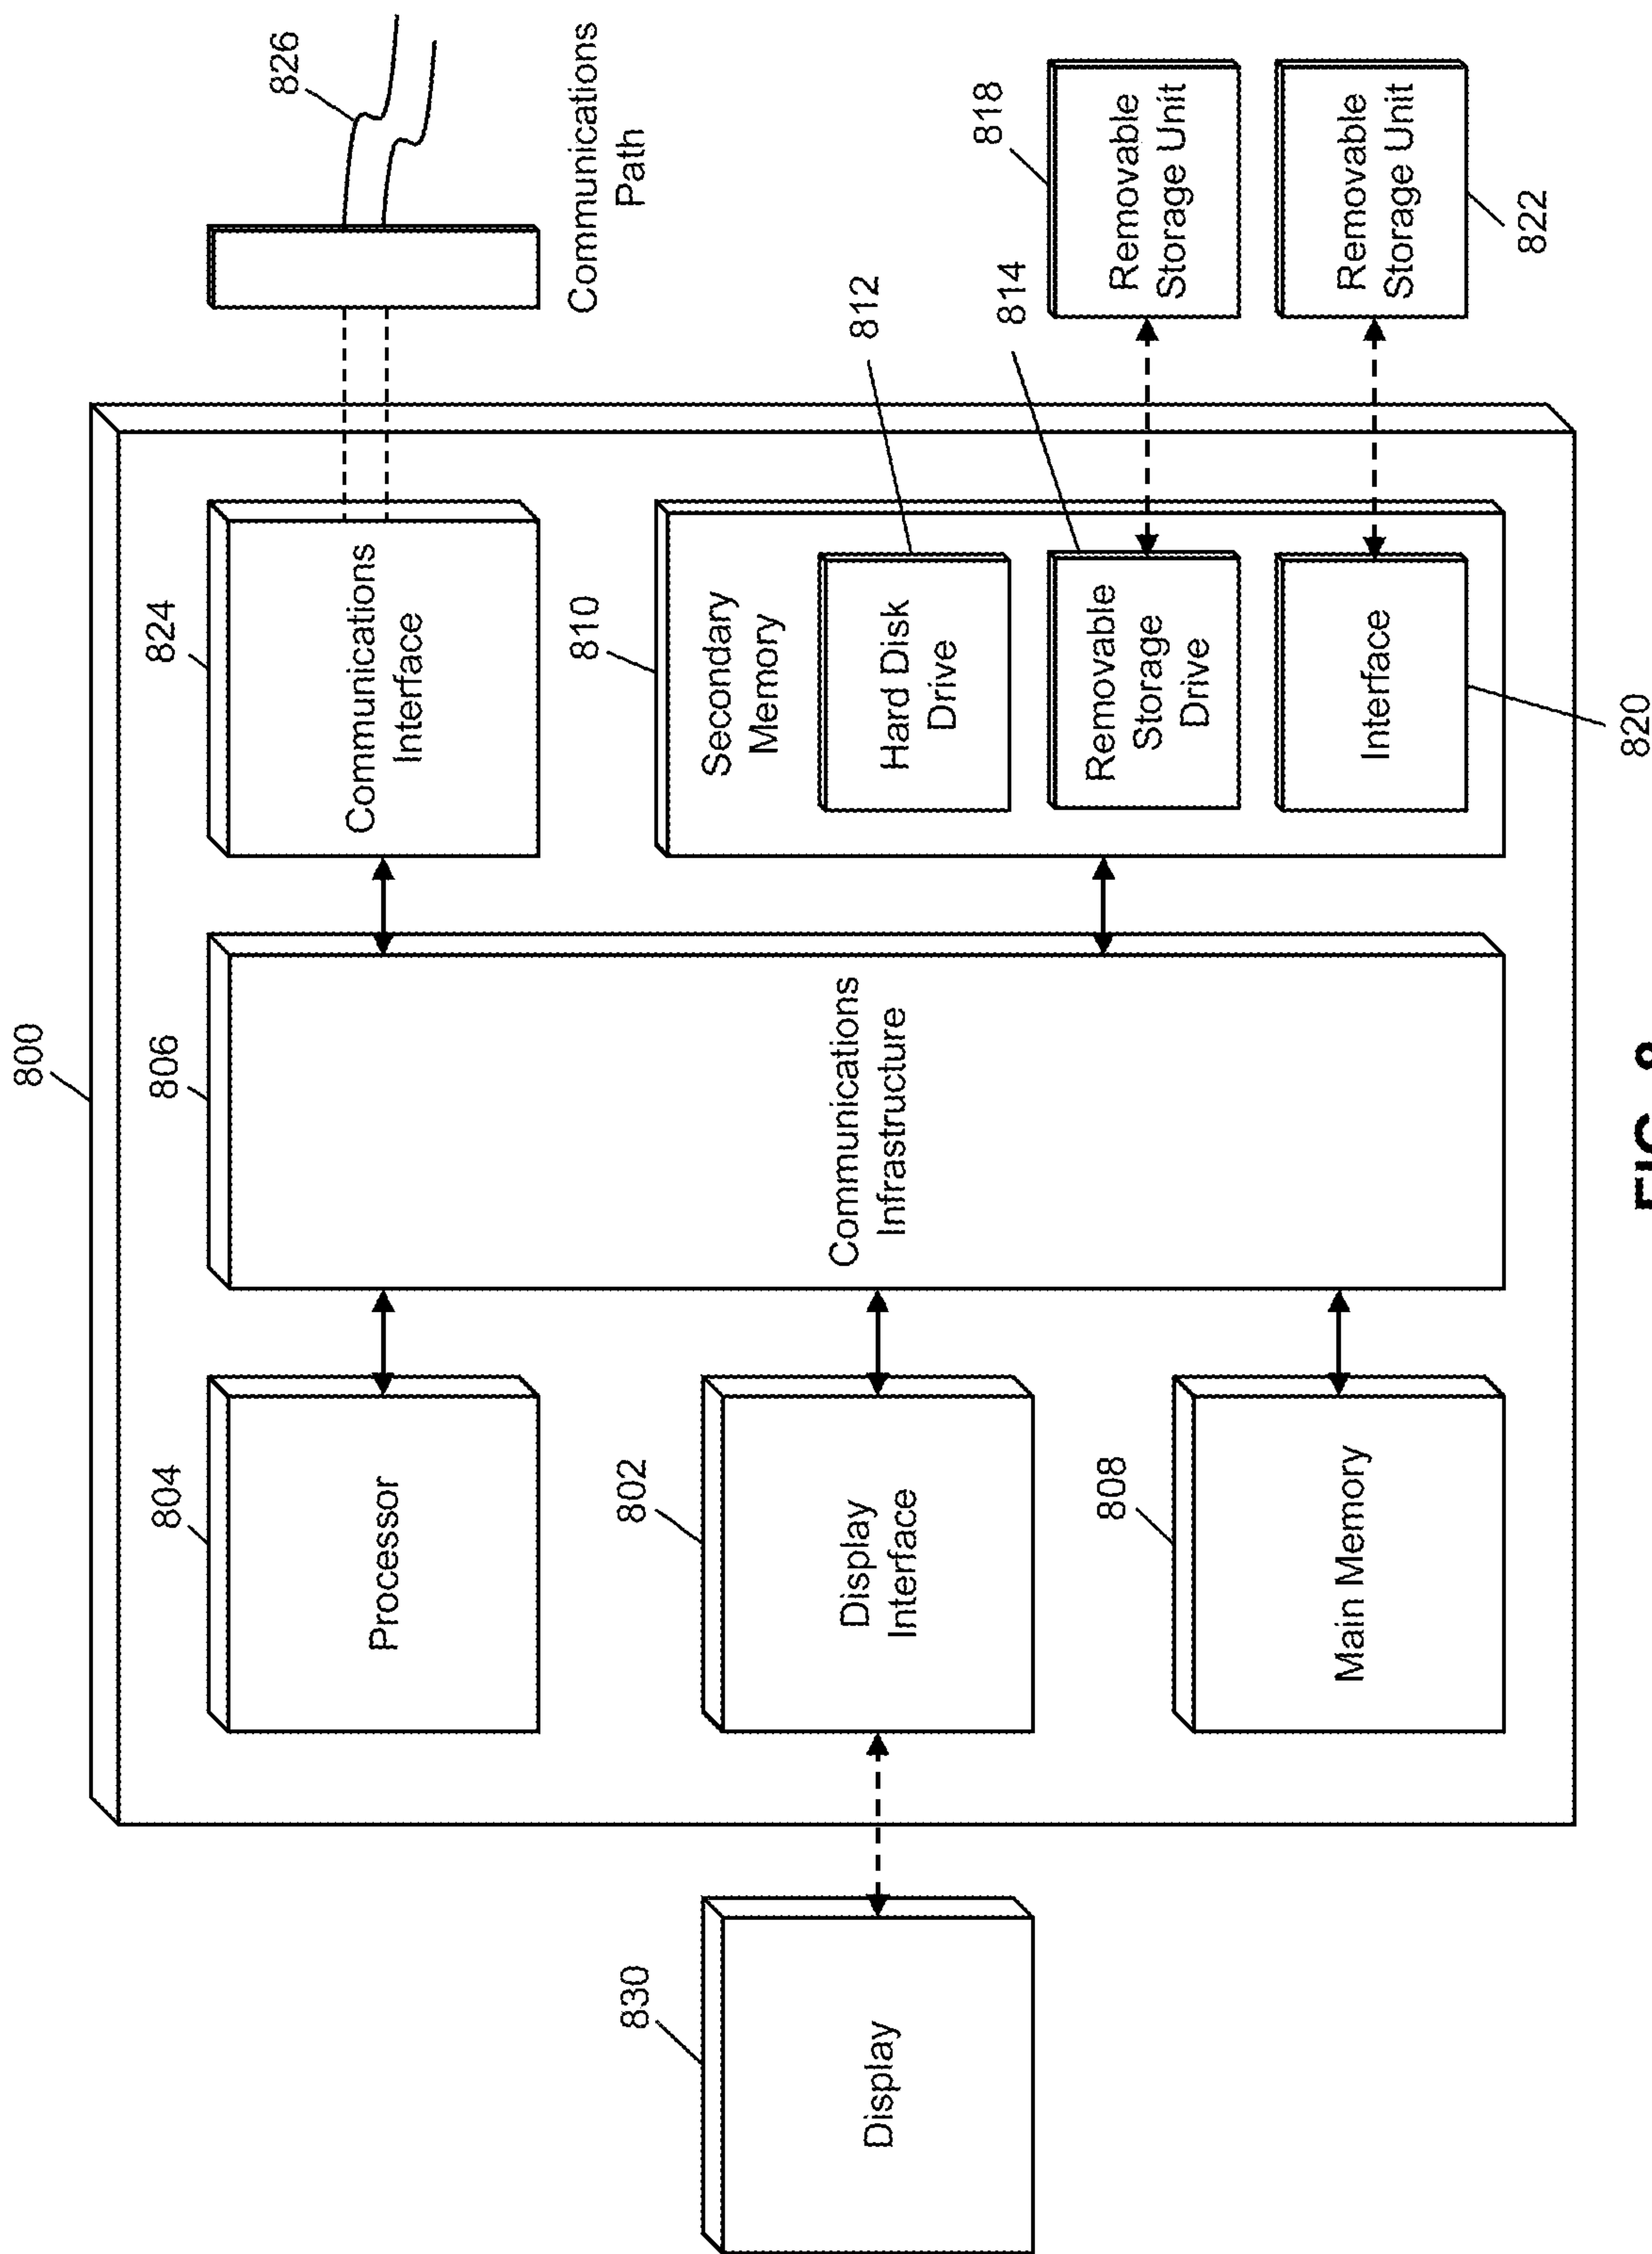 800
804
Processor
806
824
Communications
Interface
826
Communications
Path
830
Display
802
Display
Interface
Communications
Infrastructure
810
Secondary
Memory
812
Hard Disk
Drive
808
Main Memory
814
Removable
Storage
Drive
818
Removable
Storage Unit
Interface
820
Removable
Storage Unit
822
FIG. 8